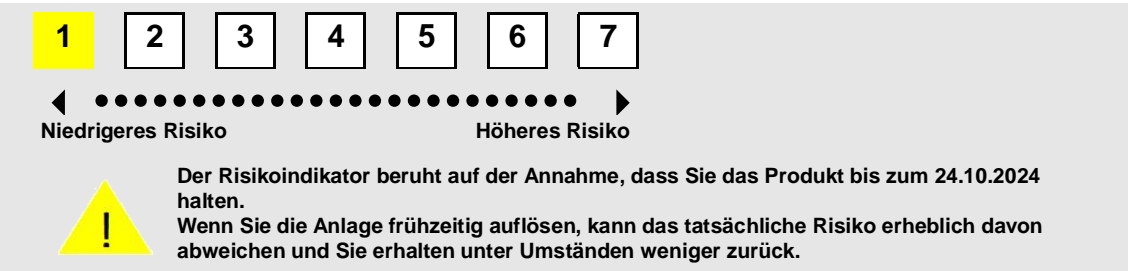 1 2 3 4 5 6 7
Niedrigeres Risiko Höheres Risiko
Der Risikoindikator beruht auf der Annahme, dass Sie das Produkt bis zum 24.10.2024
halten.
Wenn Sie die Anlage frühzeitig auflösen, kann das tatsächliche Risiko erheblich davon
abweichen und Sie erhalten unter Umständen weniger zurück.
!